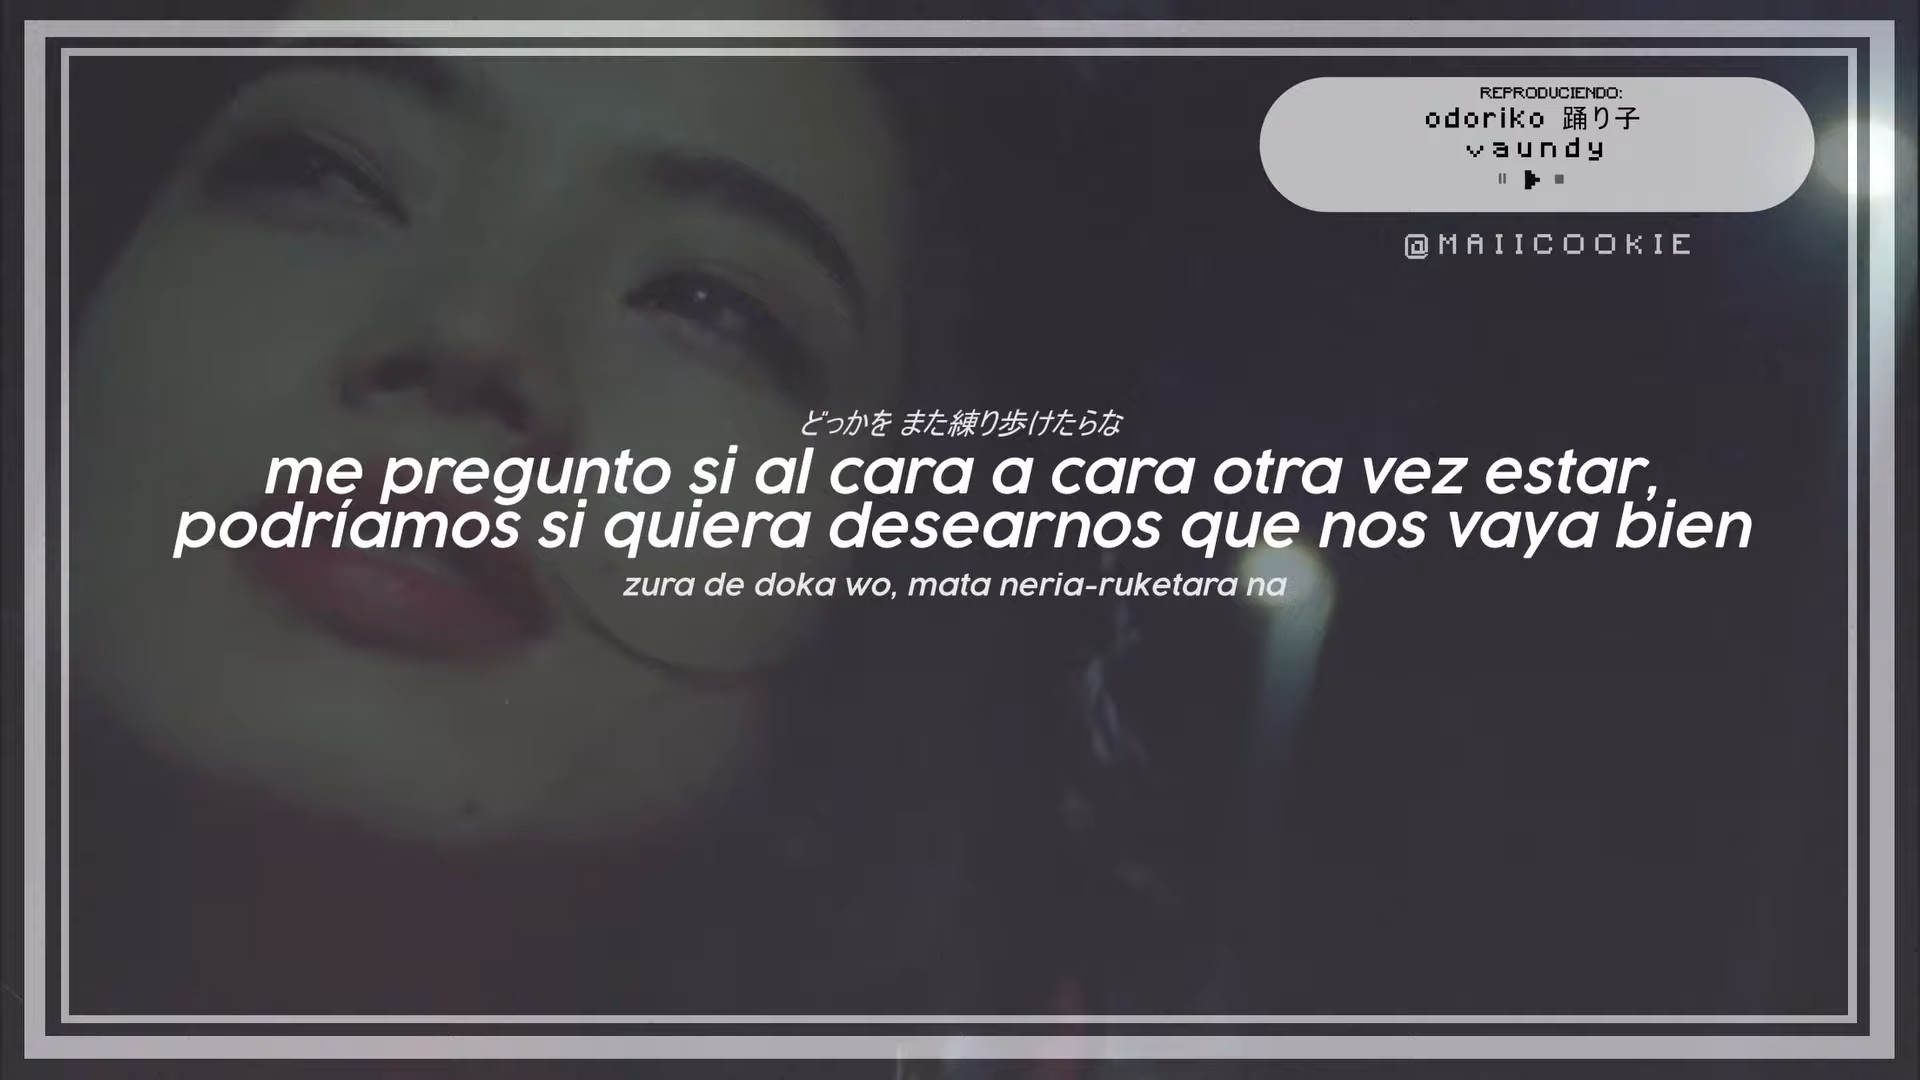 REPRODUCIENDO:
odoriko 踊り子
vaundy
@MAIICOOKIE
どっかを また練り歩けたらな
me pregunto si al cara a cara otra vez estar,
podríamos si quiera desearnos que nos vaya bien
zura de doka wo, mata neria-ruketara na